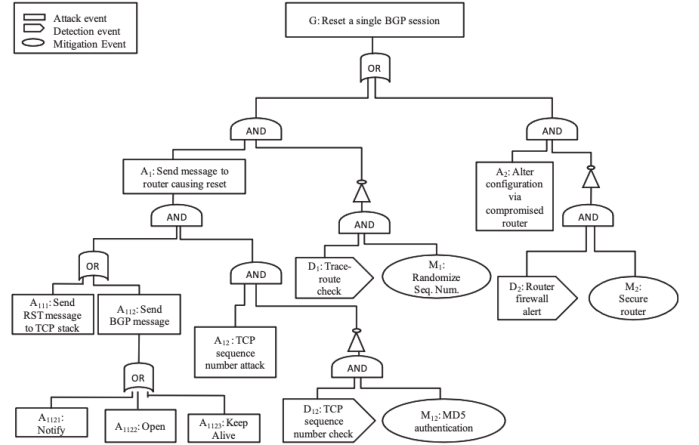 Attack event
Detection event
Mitigation Event
G: Reset a single BGP session
OR
AND
AND
A₁: Send message to
router causing reset
A₂: Alter
configuration
via
compromised
router
AND
AND
AND
D₁: Trace-
route
check
M₁:
Randomize
Seq. Num.
D₂: Router
firewall
alert
M₂:
Secure
router
OR
AND
A₁₁₁: Send
RST message
to TCP stack
A₁₁₂: Send
BGP message
A₁₂: TCP
sequence
number attack
OR
AND
A₁₁₂₁:
Notify
A₁₁₂₂: Open
A₁₁₂₃: Keep
Alive
D₁₂: TCP
sequence
number check
M₁₂: MD5
authentication